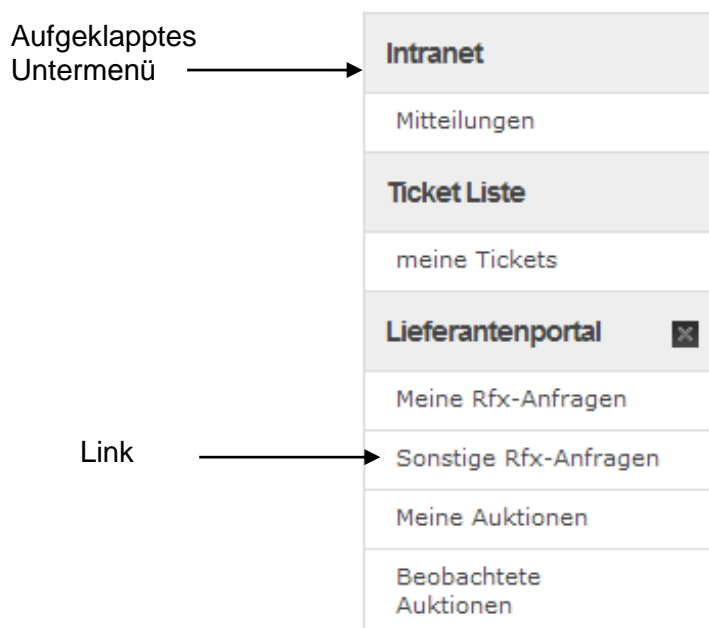 Aufgeklapptes
Untermenü
Intranet
Mitteilungen
Ticket Liste
meine Tickets
Lieferantenportal
Meine Rfx-Anfragen
Link
Sonstige Rfx-Anfragen
Meine Auktionen
Beobachtete
Auktionen